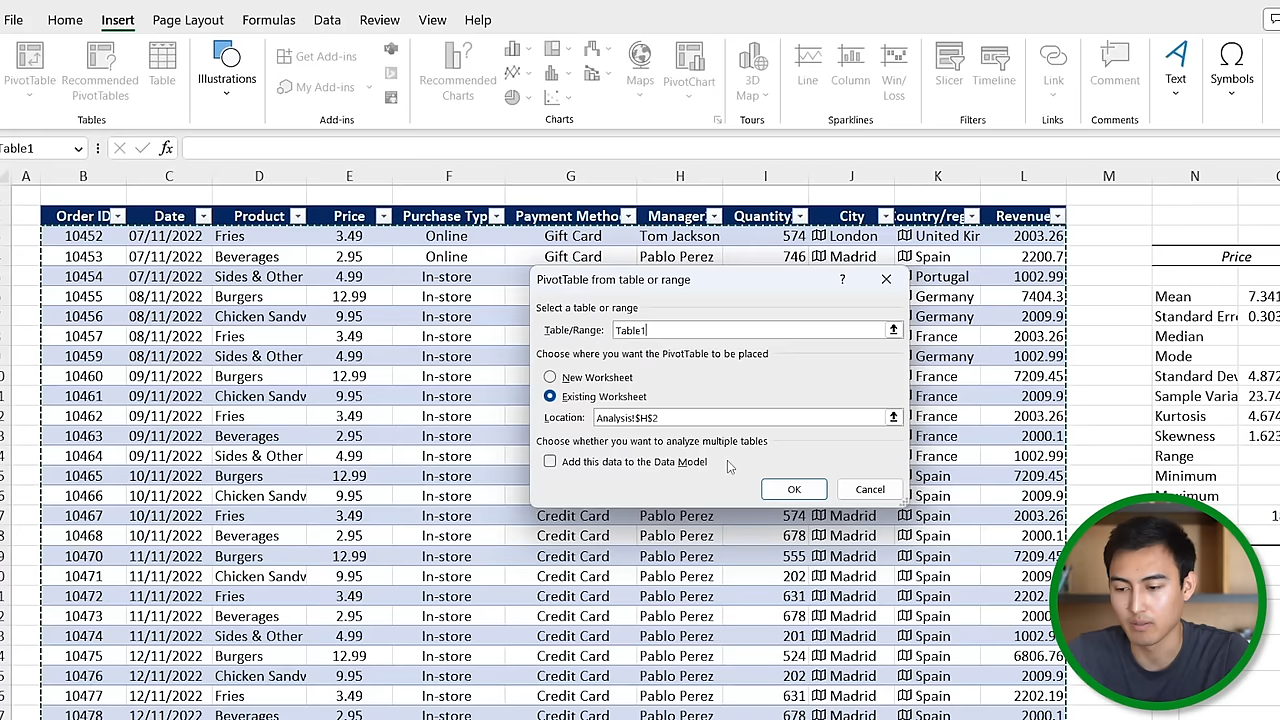 File Home Insert Page Layout Formulas Data Review View Help
PivotTable Recommended PivotTables Table Illustrations Get Add-ins My Add-ins Recommended Charts Maps PivotChart 3D Map Line Column Win/Loss Slicer Timeline Link Comment Text Symbols
Tables Add-ins Charts Tours Sparklines Filters Links Comments
Table1 fx
A B C D E F G H I J K L M N
Order ID Date Product Price Purchase Typ Payment Metho Manager Quantity City ountry/reg Revenue
10452 07/11/2022 Fries 3.49 Online Gift Card Tom Jackson 574 London United Kir 2003.26
10453 07/11/2022 Beverages 2.95 Online Gift Card Pablo Perez 746 Madrid Spain 2200.7 Price
10454 07/11/2022 Sides & Other 4.99 In-store Portugal 1002.99
10455 08/11/2022 Burgers 12.99 In-store Germany 7404.3 Mean 7.341
10456 08/11/2022 Chicken Sandv 9.95 In-store Germany 2009.9 Standard Erre 0.303
10457 08/11/2022 Fries 3.49 In-store France 2003.26 Median
10459 08/11/2022 Sides & Other 4.99 In-store Germany 1002.99 Mode
10460 09/11/2022 Burgers 12.99 In-store France 7209.45 Standard Dev 4.872
10461 09/11/2022 Chicken Sandv 9.95 In-store France 2009.9 Sample Varia 23.74
10462 09/11/2022 Fries 3.49 In-store France 2003.26 Kurtosis 4.674
10463 09/11/2022 Beverages 2.95 In-store France 2000.1 Skewness 1.623
10464 09/11/2022 Sides & Other 4.99 In-store France 1002.99 Range
10465 10/11/2022 Burgers 12.99 In-store Spain 7209.45 Minimum
10466 10/11/2022 Chicken Sandv 9.95 In-store Spain 2009.9 Maximum
10467 10/11/2022 Fries 3.49 In-store Credit Card Pablo Perez 574 Madrid Spain 2003.26
10468 10/11/2022 Beverages 2.95 In-store Credit Card Pablo Perez 678 Madrid Spain 2000.1
10470 11/11/2022 Burgers 12.99 In-store Credit Card Pablo Perez 555 Madrid Spain 7209.45
10471 11/11/2022 Chicken Sandv 9.95 In-store Credit Card Pablo Perez 202 Madrid Spain 2009
10472 11/11/2022 Fries 3.49 In-store Credit Card Pablo Perez 631 Madrid Spain 2202.
10473 11/11/2022 Beverages 2.95 In-store Credit Card Pablo Perez 678 Madrid Spain 2000
10474 11/11/2022 Sides & Other 4.99 In-store Credit Card Pablo Perez 201 Madrid Spain 1002.9
10475 12/11/2022 Burgers 12.99 In-store Credit Card Pablo Perez 524 Madrid Spain 6806.76
10476 12/11/2022 Chicken Sandv 9.95 In-store Credit Card Pablo Perez 202 Madrid Spain 2009.9
10477 12/11/2022 Fries 3.49 In-store Credit Card Pablo Perez 631 Madrid Spain 2202.19
10478 12/11/2022 Beverages 2.95 In-store Credit Card Pablo Perez 678 Madrid Spain 2000.1
PivotTable from table or range ?
Select a table or range
Table/Range: Table1
Choose where you want the PivotTable to be placed
New Worksheet
Existing Worksheet
Location: Analysis!$H$2
Choose whether you want to analyze multiple tables
Add this data to the Data Model
OK Cancel